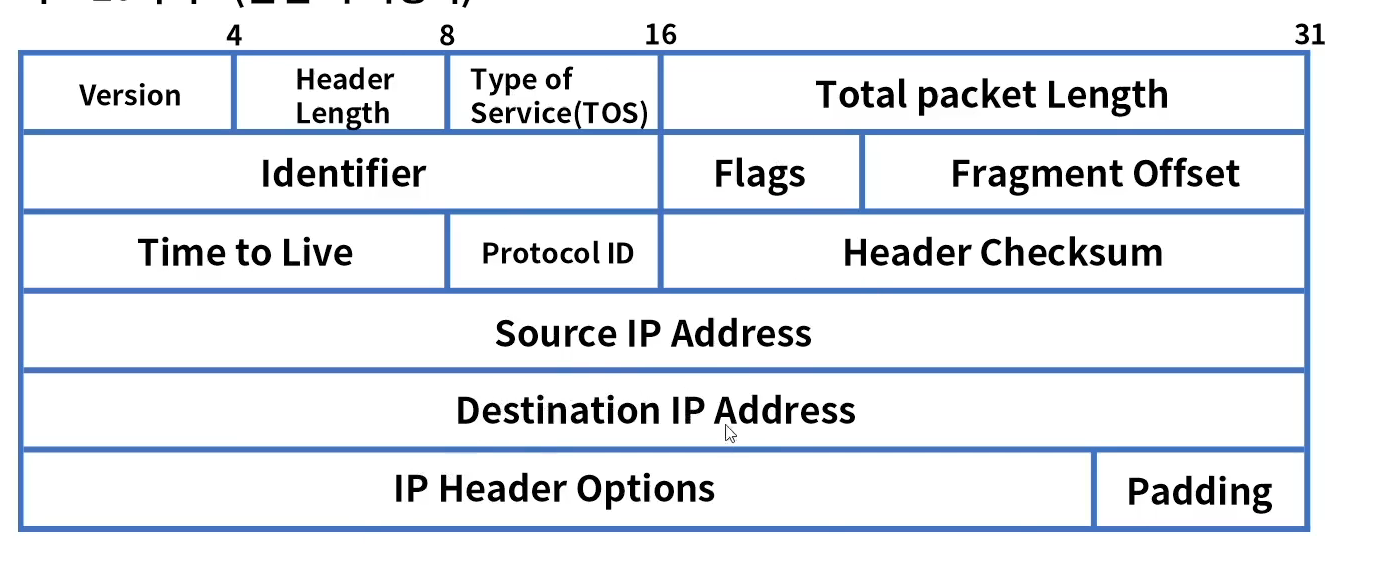 4 8 16 31
Version
Header
Length
Type of
Service(TOS)
Total packet Length
Identifier
Flags
Fragment Offset
Time to Live
Protocol ID
Header Checksum
Source IP Address
Destination IP Address
IP Header Options
Padding